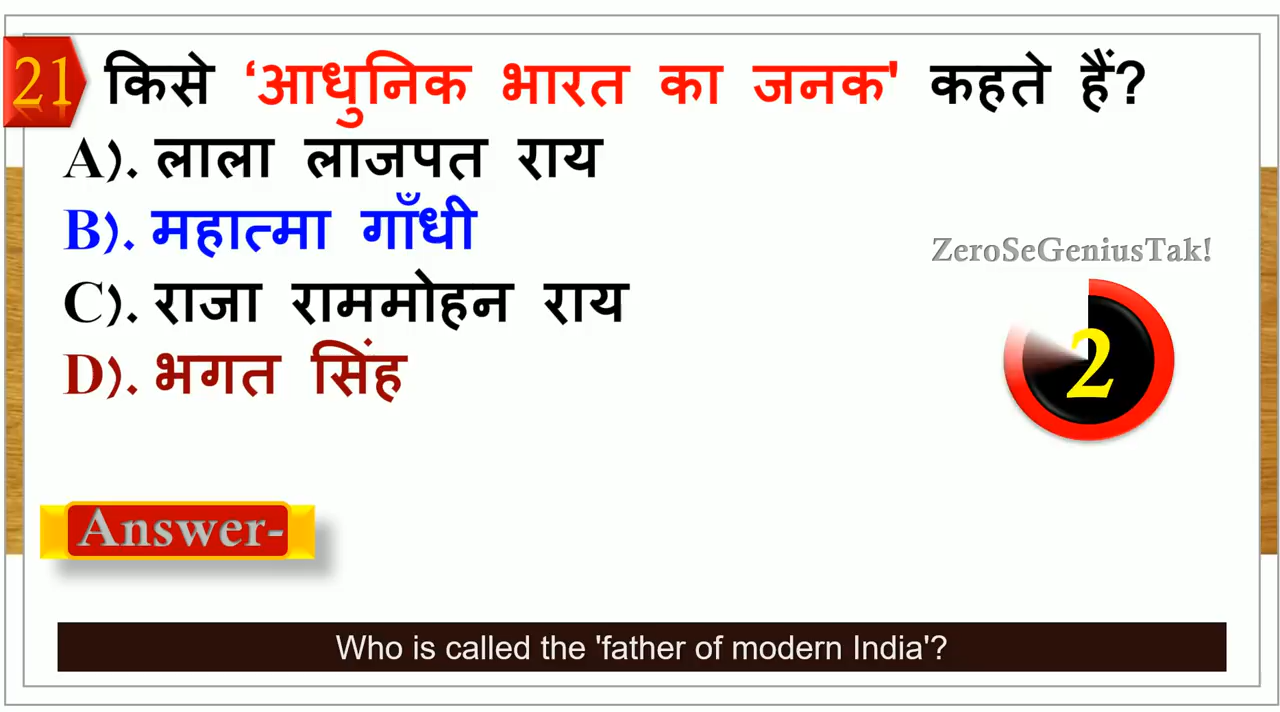 21 किसे ‘आधुनिक भारत का जनक' कहते हैं?
A). लाला लाजपत राय
B). महात्मा गाँधी
C). राजा राममोहन राय
D). भगत सिंह
ZeroSeGeniusTak!
2
Answer-
Who is called the 'father of modern India'?